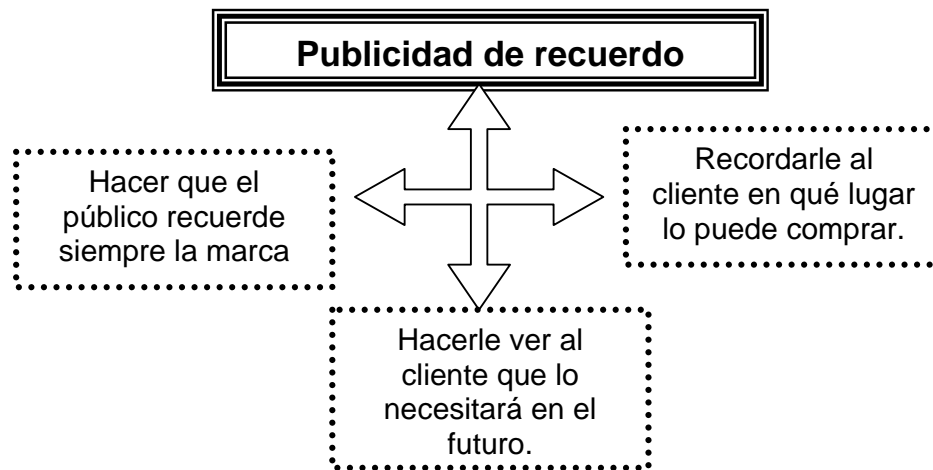 Publicidad de recuerdo
Hacer que el
público recuerde
siempre la marca
Recordarle al
cliente en qué lugar
lo puede comprar.
Hacerle ver al
cliente que lo
necesitará en el
futuro.